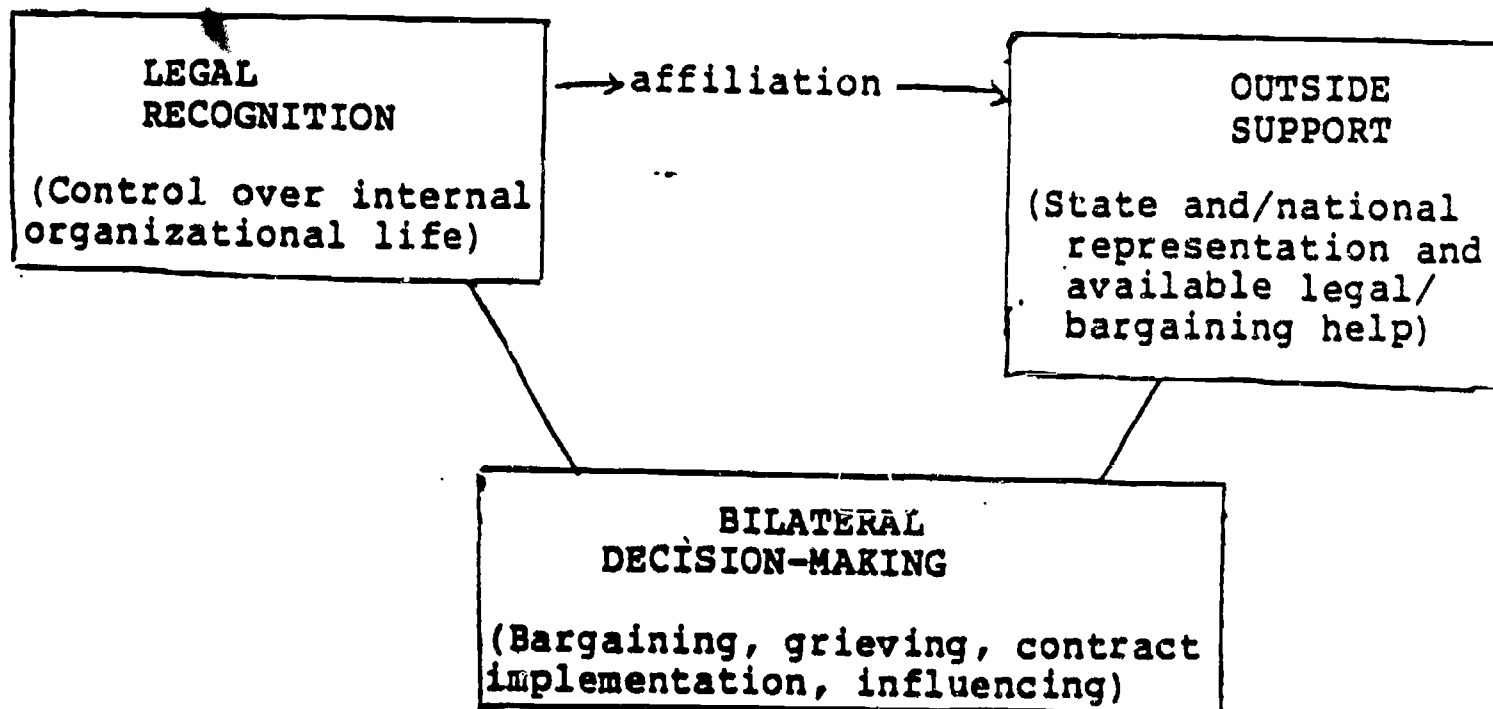 LEGAL
RECOGNITION
(Control over internal
organizational life)
→affiliation→
OUTSIDE
SUPPORT
(State and/national
representation and
available legal/
bargaining help)
BILATERAL
DECISION-MAKING
(Bargaining, grieving, contract
implementation, influencing)